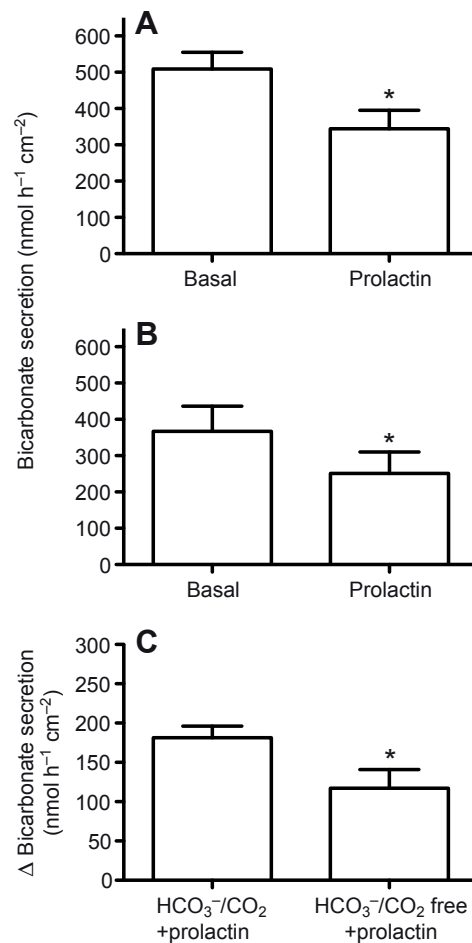 A
600
500
400
300
200
100
0
*
Basal Prolactin
Bicarbonate secretion (nmol h⁻¹ cm⁻²)
B
600
500
400
300
200
100
0
*
Basal Prolactin
C
300
250
200
150
100
50
0
*
Δ Bicarbonate secretion
(nmol h⁻¹ cm⁻²)
HCO₃⁻/CO₂ HCO₃⁻/CO₂ free
+prolactin +prolactin